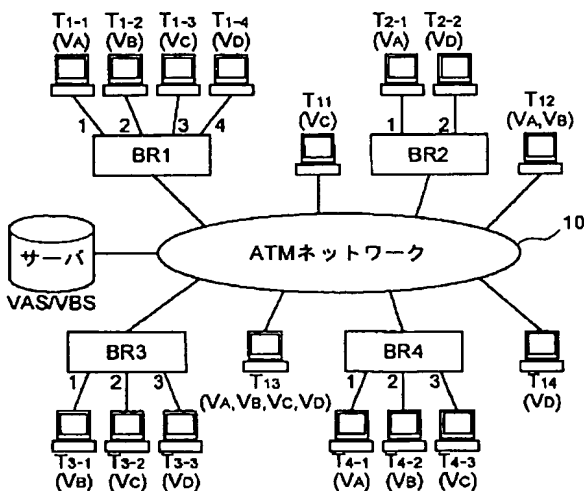 T1-1 T1-2 T1-3 T1-4
(VA) (VB) (VC) (VD)
T2-1 T2-2
(VA) (VD)
T11
(VC)
T12
(VA,VB)
1 2 3 4
BR1
1 2
BR2
10
サーバ
VAS/VBS
ATMネットワーク
BR3
1 2 3
T13
(VA,VB,VC,VD)
BR4
1 2 3
T14
(VD)
T3-1 T3-2 T3-3
(VB) (VC) (VD)
T4-1 T4-2 T4-3
(VA) (VB) (VC)